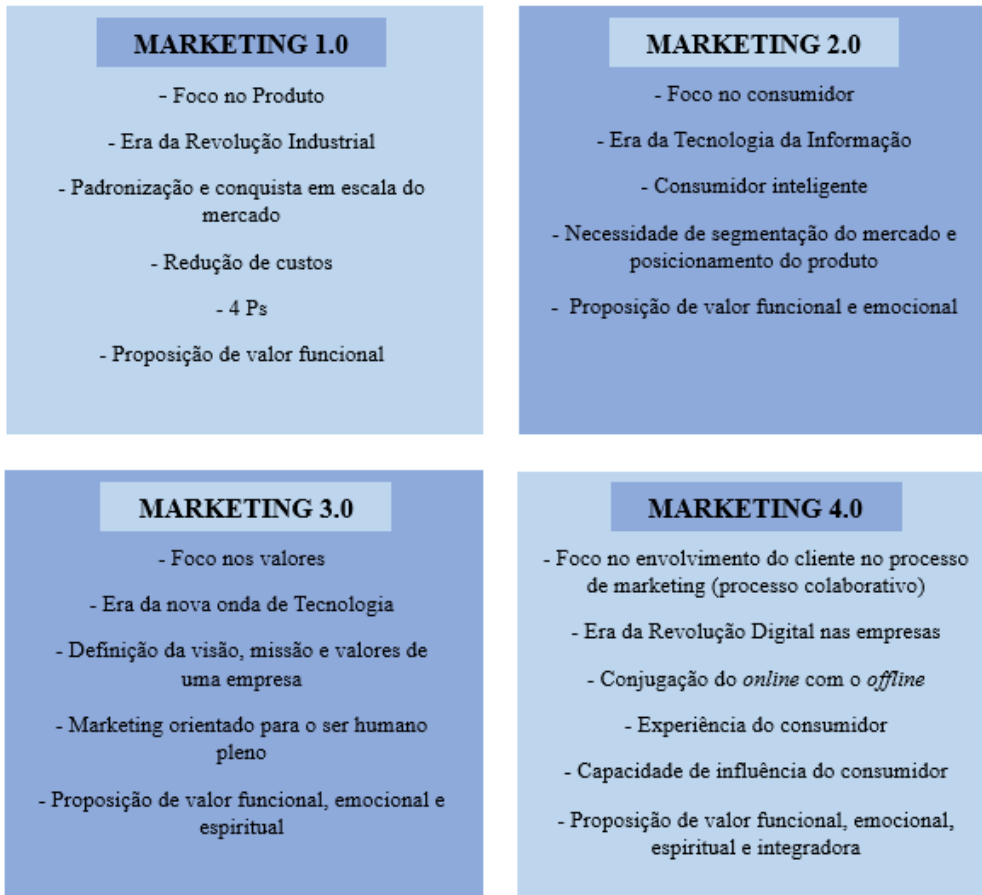 MARKETING 1.0
- Foco no Produto
- Era da Revolução Industrial
- Padronização e conquista em escala do
mercado
- Redução de custos
- 4 Ps
- Proposição de valor funcional
MARKETING 2.0
- Foco no consumidor
- Era da Tecnologia da Informação
- Consumidor inteligente
- Necessidade de segmentação do mercado e
posicionamento do produto
- Proposição de valor funcional e emocional
MARKETING 3.0
- Foco nos valores
- Era da nova onda de Tecnologia
- Definição da visão, missão e valores de
uma empresa
- Marketing orientado para o ser humano
pleno
- Proposição de valor funcional, emocional e
espiritual
MARKETING 4.0
- Foco no envolvimento do cliente no processo
de marketing (processo colaborativo)
- Era da Revolução Digital nas empresas
- Conjugação do online com o offline
- Experiência do consumidor
- Capacidade de influência do consumidor
- Proposição de valor funcional, emocional,
espiritual e integradora